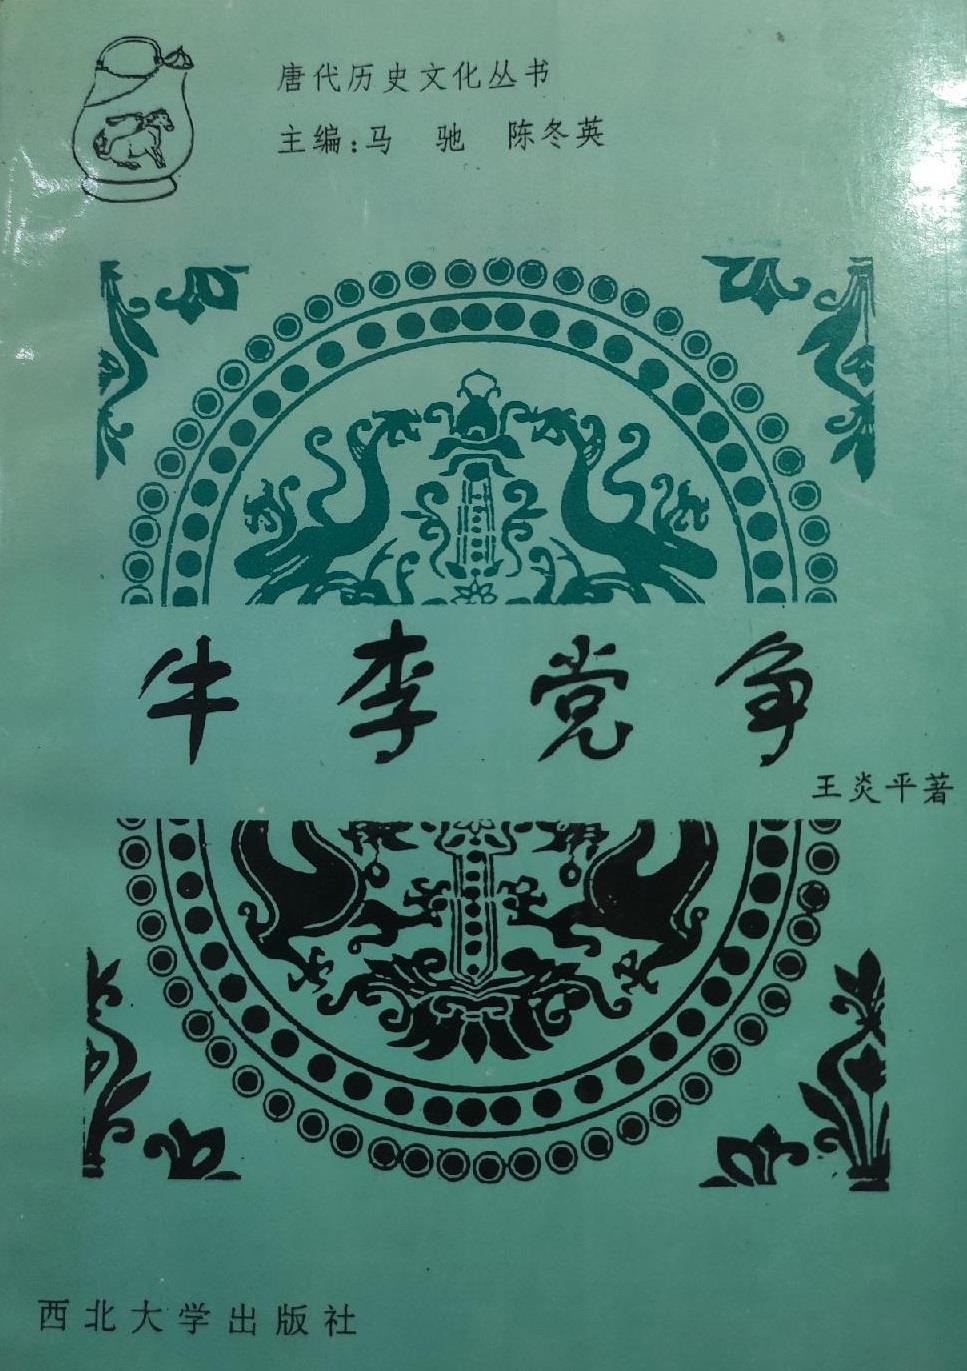 唐代历史文化丛书
主编:马 驰 陈冬英
牛李党争
王炎平著
西北大学出版社